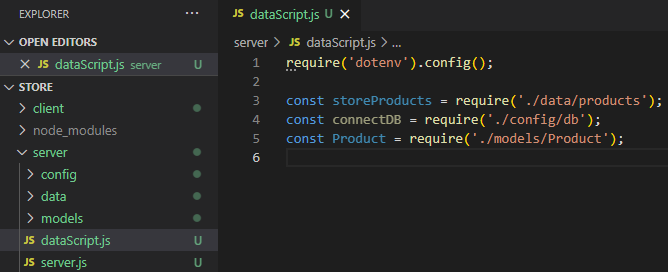 EXPLORER
...
OPEN EDITORS
JS dataScript.js server U
STORE
client
node_modules
server
config
data
models
JS dataScript.js U
JS server.js U
JS dataScript.js U
server > JS dataScript.js > ...
1 require('dotenv').config();
2
3 const storeProducts = require('./data/products');
4 const connectDB = require('./config/db');
5 const Product = require('./models/Product');
6